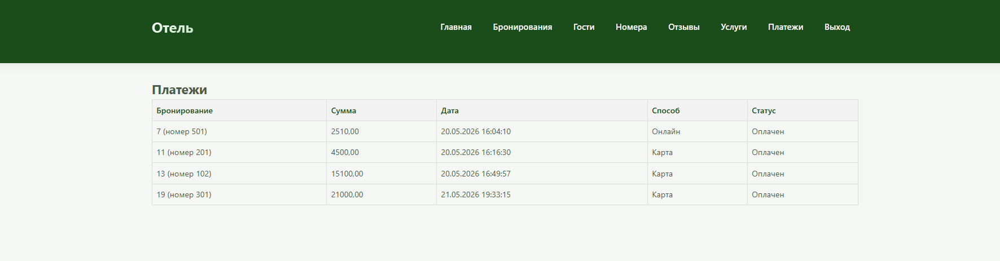 Отель Главная Бронирования Гости Номера Отзывы Услуги Платежи Выход
Платежи
Бронирование Сумма Дата Способ Статус
7 (номер 501) 2510,00 20.05.2026 16:04:10 Онлайн Оплачен
11 (номер 201) 4500,00 20.05.2026 16:16:30 Карта Оплачен
13 (номер 102) 15100,00 20.05.2026 16:49:57 Карта Оплачен
19 (номер 301) 21000,00 21.05.2026 19:33:15 Карта Оплачен